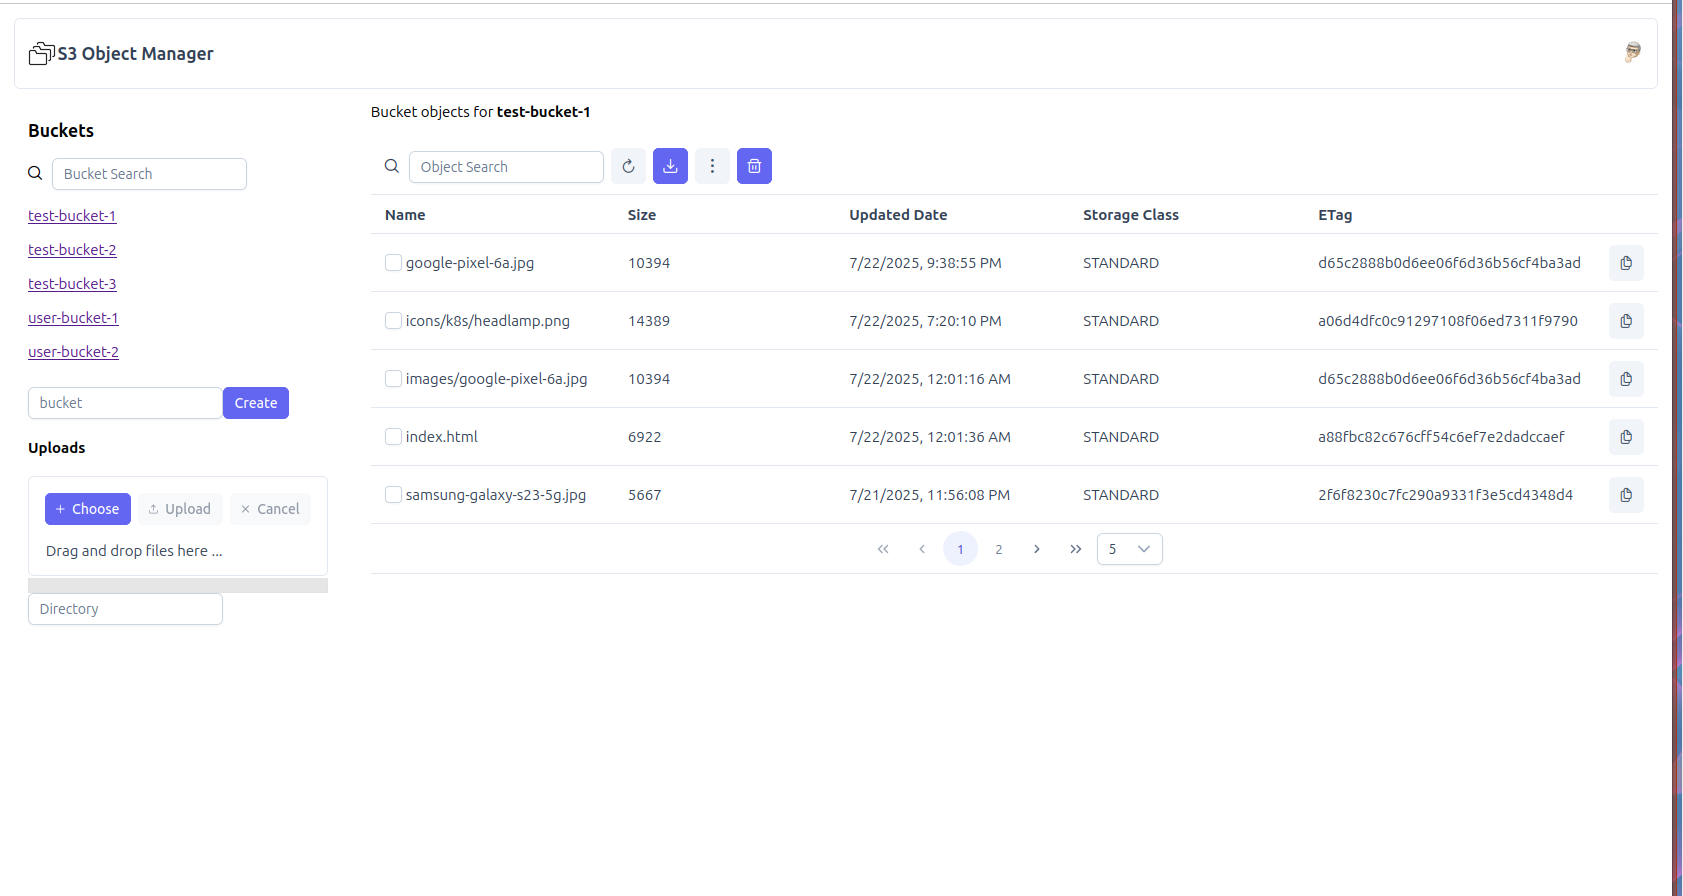 S3 Object Manager
Buckets
Bucket Search
test-bucket-1
test-bucket-2
test-bucket-3
user-bucket-1
user-bucket-2
bucket
Create
Uploads
Choose Upload Cancel
Drag and drop files here ...
Directory
Bucket objects for test-bucket-1
Object Search
Name Size Updated Date Storage Class ETag
google-pixel-6a.jpg 10394 7/22/2025, 9:38:55 PM STANDARD d65c2888b0d6ee06f6d36b56cf4ba3ad
icons/k8s/headlamp.png 14389 7/22/2025, 7:20:10 PM STANDARD a06d4dfc0c91297108f06ed7311f9790
images/google-pixel-6a.jpg 10394 7/22/2025, 12:01:16 AM STANDARD d65c2888b0d6ee06f6d36b56cf4ba3ad
index.html 6922 7/22/2025, 12:01:36 AM STANDARD a88fbc82c676cff54c6ef7e2dadccaef
samsung-galaxy-s23-5g.jpg 5667 7/21/2025, 11:56:08 PM STANDARD 2f6f8230c7fc290a9331f3e5cd4348d4
1 2 5